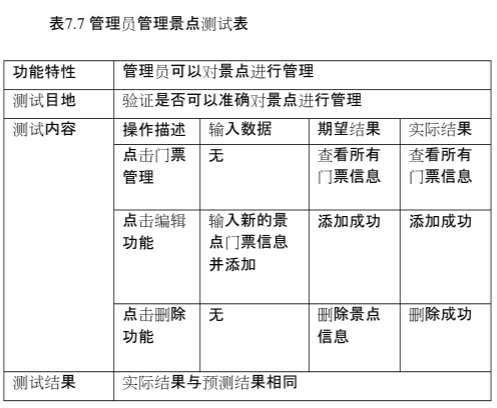 表7.7 管理员管理景点测试表
功能特性 管理员可以对景点进行管理
测试目地 验证是否可以准确对景点进行管理
测试内容 操作描述 输入数据 期望结果 实际结果
点击门票 无 查看所有 查看所有
管理 门票信息 门票信息
点击编辑 输入新的景 添加成功 添加成功
功能 点门票信息
并添加
点击删除 无 删除景点 删除成功
功能 信息
测试结果 实际结果与预测结果相同